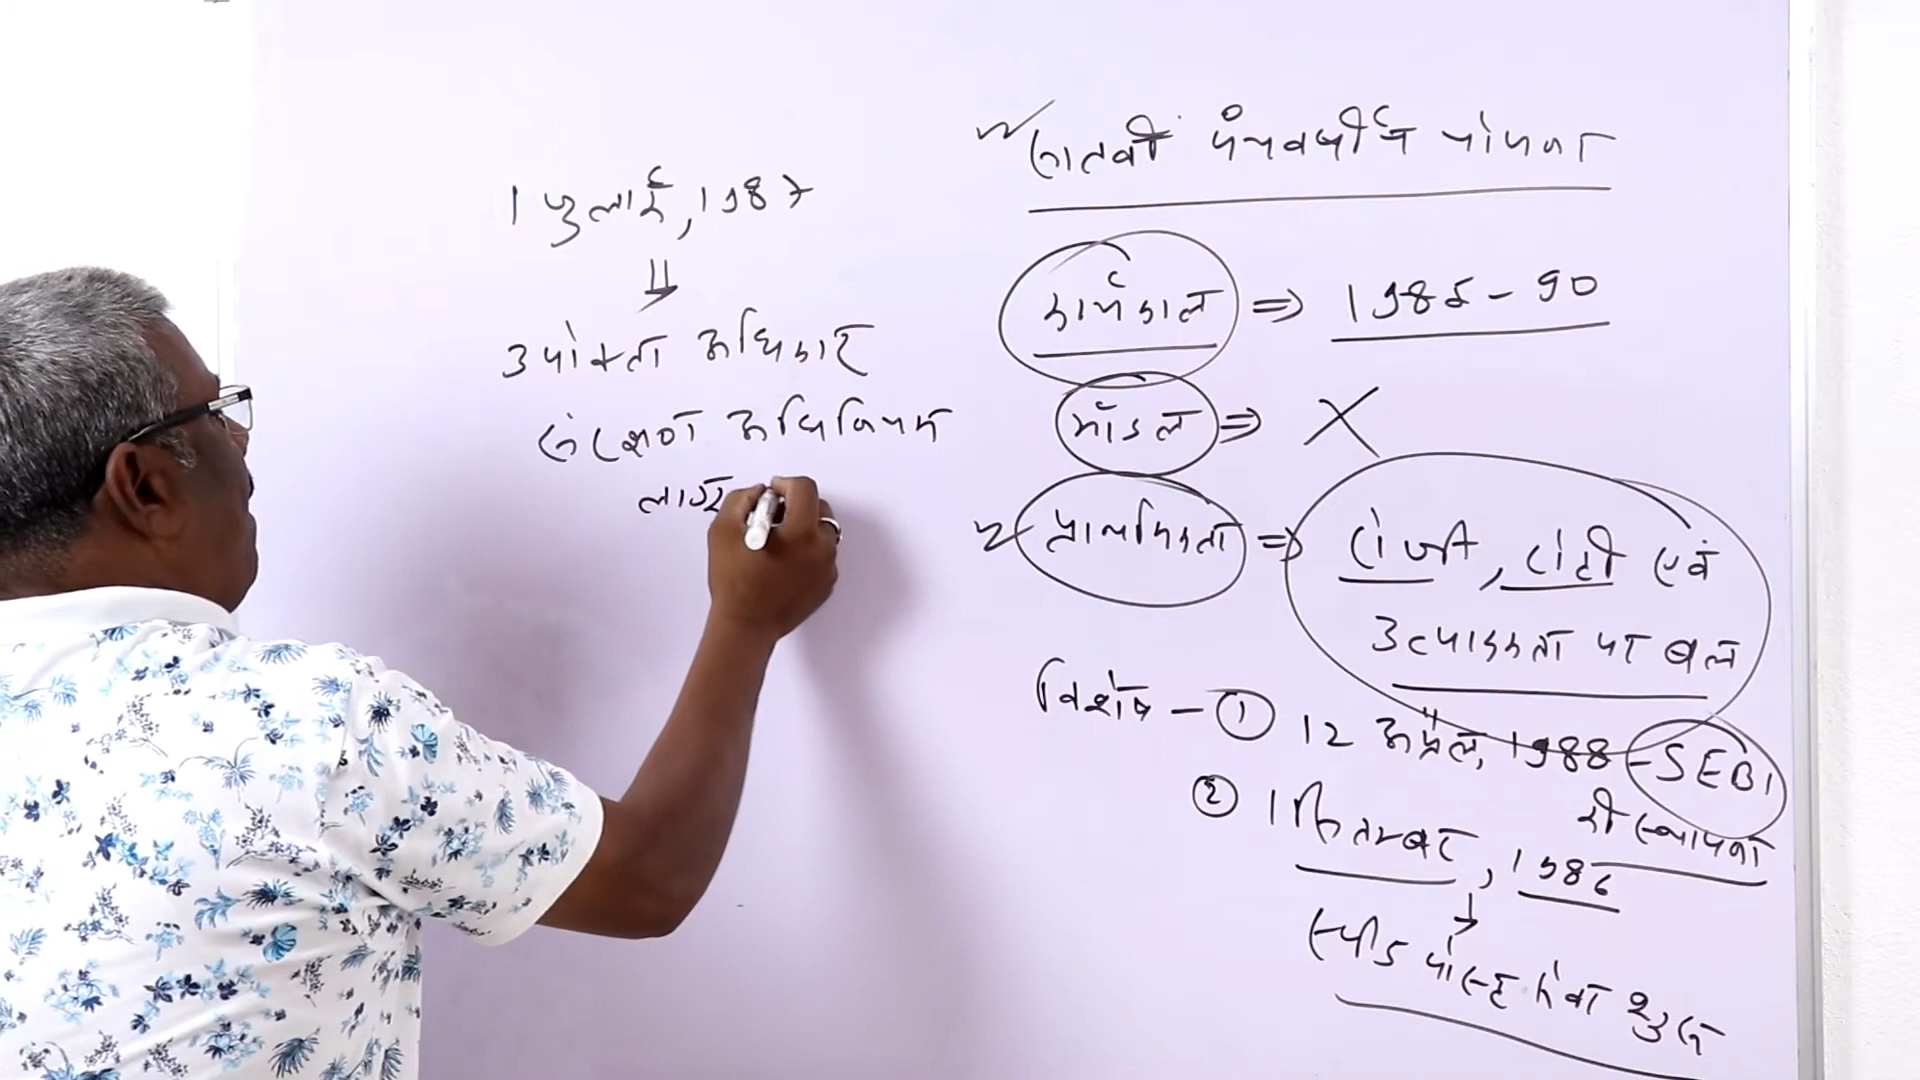 सातवीं पंचवर्षीय योजना
कार्यकाल ⇒ 1985-90
मॉडल ⇒ X
प्राथमिकता ⇒ रोजी, रोटी एवं
उत्पादकता पर बल
विशेष - ① 12 अप्रैल, 1988 - SEBI
की स्थापना
② 1 सितम्बर, 1986
स्पीड पोस्ट सेवा शुरू
1 जुलाई, 1987
⇓
उपभोक्ता अधिकार
संरक्षण अधिनियम
लागू